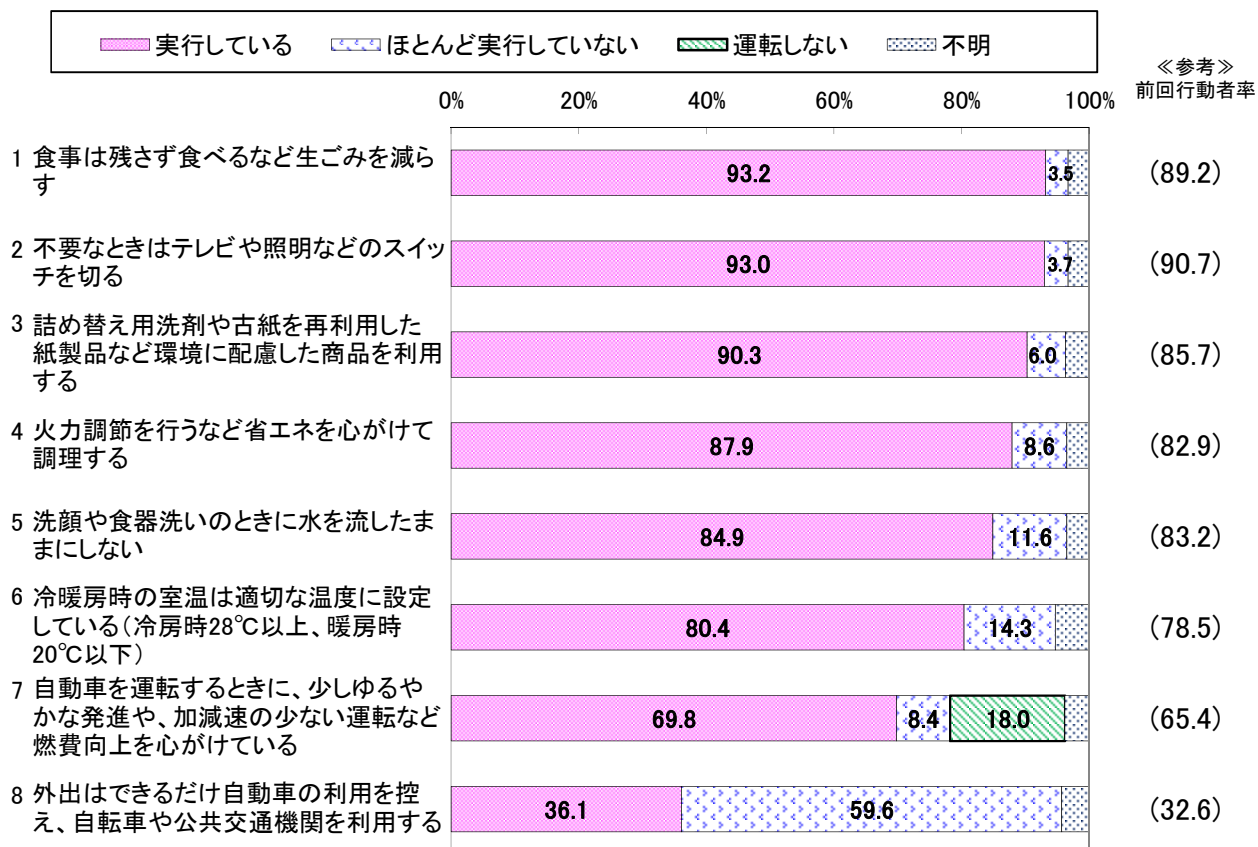 実行している ほとんど実行していない 運転しない 不明
≪参考≫
前回行動者率
0% 20% 40% 60% 80% 100%
1 食事は残さず食べるなど生ごみを減ら
す
93.2 3.5 (89.2)
2 不要なときはテレビや照明などのスイッ
チを切る
93.0 3.7 (90.7)
3 詰め替え用洗剤や古紙を再利用した
紙製品など環境に配慮した商品を利用
する
90.3 6.0 (85.7)
4 火力調節を行うなど省エネを心がけて
調理する
87.9 8.6 (82.9)
5 洗顔や食器洗いのときに水を流したま
まにしない
84.9 11.6 (83.2)
6 冷暖房時の室温は適切な温度に設定
している(冷房時28℃以上、暖房時
20℃以下)
80.4 14.3 (78.5)
7 自動車を運転するときに、少しゆるや
かな発進や、加減速の少ない運転など
燃費向上を心がけている
69.8 8.4 18.0 (65.4)
8 外出はできるだけ自動車の利用を控
え、自転車や公共交通機関を利用する
36.1 59.6 (32.6)